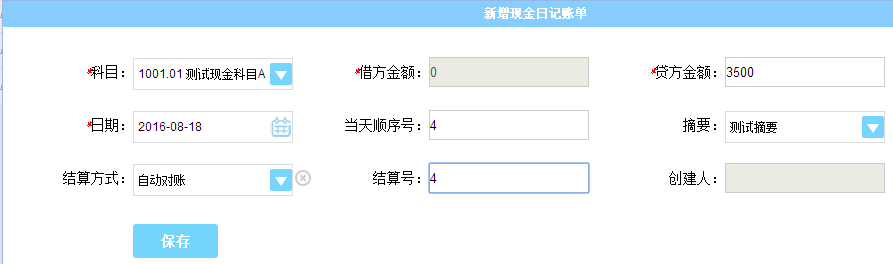 新增现金日记账单
*科目： 1001.01 测试现金科目A *借方金额： 0 *贷方金额： 3500
*日期： 2016-08-18 当天顺序号： 4 摘要： 测试摘要
结算方式： 自动对账 结算号： 4 创建人：
保存